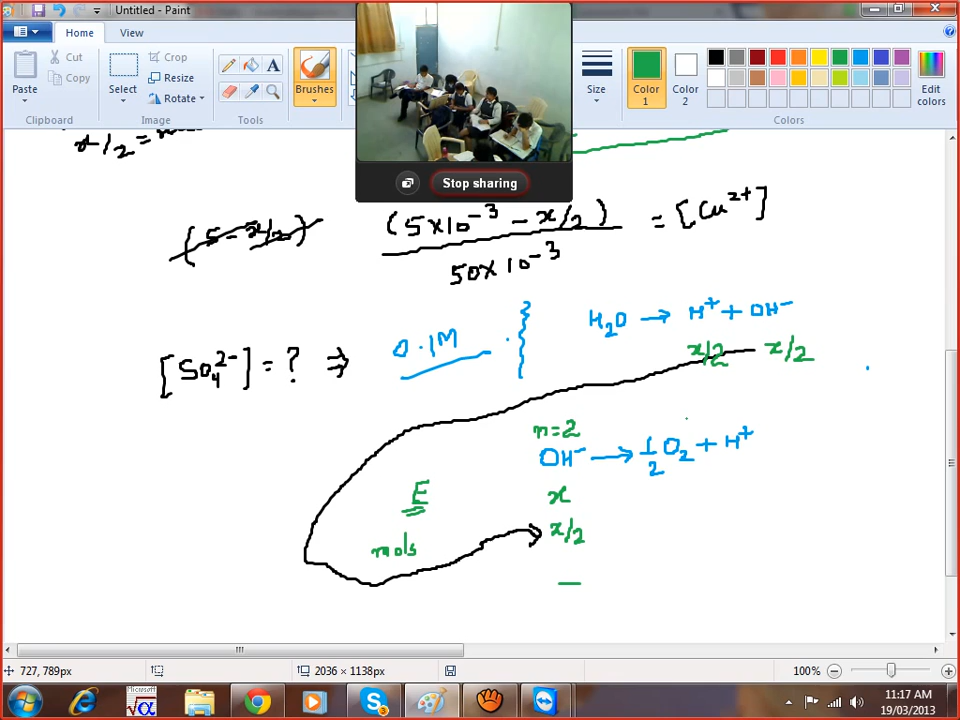 Untitled - Paint
Home View
Paste
Cut
Copy
Clipboard
Select
Crop
Resize
Rotate
Image
Tools
Brushes
Size
Color 1
Color 2
Edit colors
Stop sharing
x/2 =
(5 - x/2)
(5×10⁻³ - x/2) / 50×10⁻³ = [Cu²⁺]
H₂O → H⁺ + OH⁻
x/2 x/2
[SO₄²⁻] = ? ⇒ 0.1M
n=2
OH⁻ → 1/2 O₂ + H⁺
E x
mols x/2
727, 789px
2036 × 1138px
100%
11:17 AM
19/03/2013